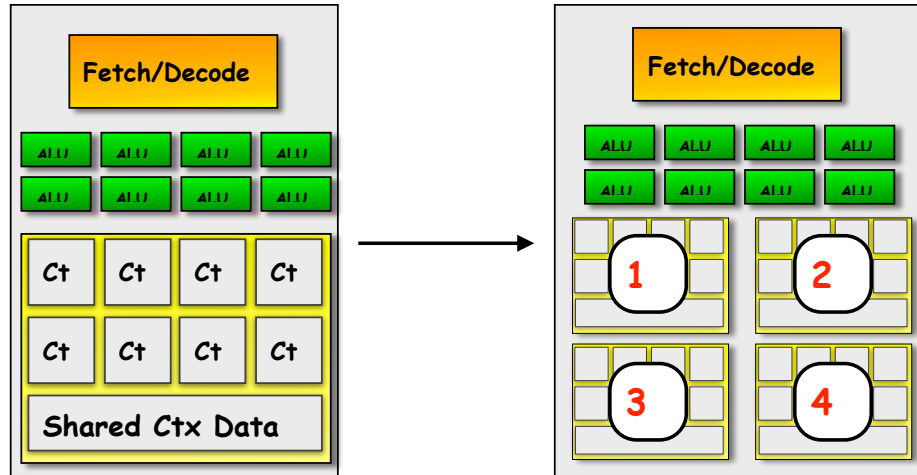 Fetch/Decode
ALU ALU ALU ALU
ALU ALU ALU ALU
Ct Ct Ct Ct
Ct Ct Ct Ct
Shared Ctx Data
Fetch/Decode
ALU ALU ALU ALU
ALU ALU ALU ALU
1 2
3 4